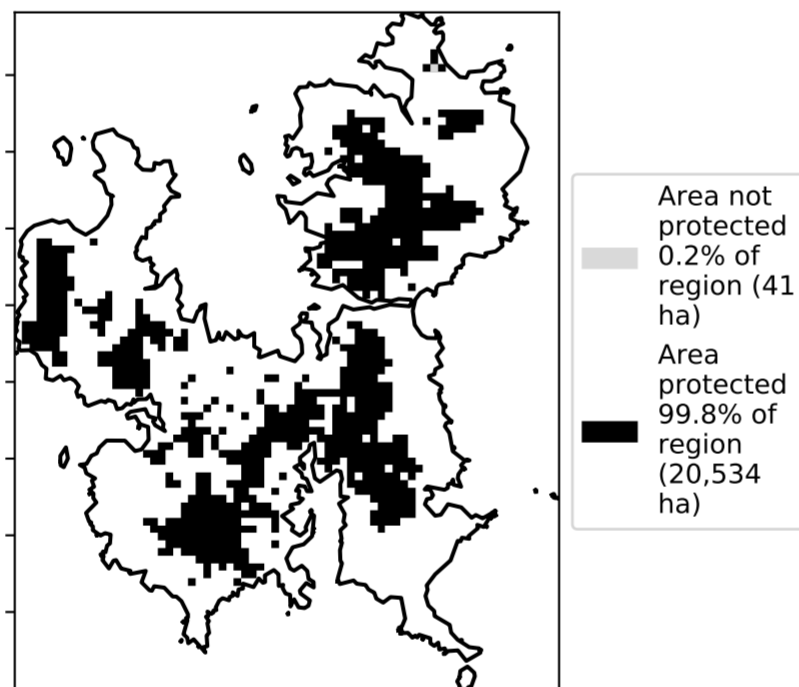 Area not
protected
0.2% of
region (41
ha)
Area
protected
99.8% of
region
(20,534
ha)